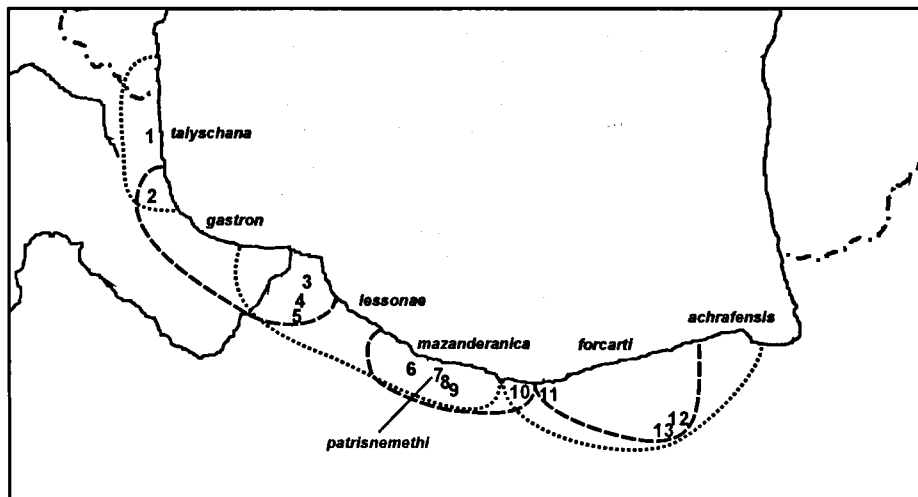 1 talyschana
2
gastron
3
4
5
lessonae
mazanderanica
forcarti
achrafensis
6
7
8
9
10
11
12
13
patrisnemethi